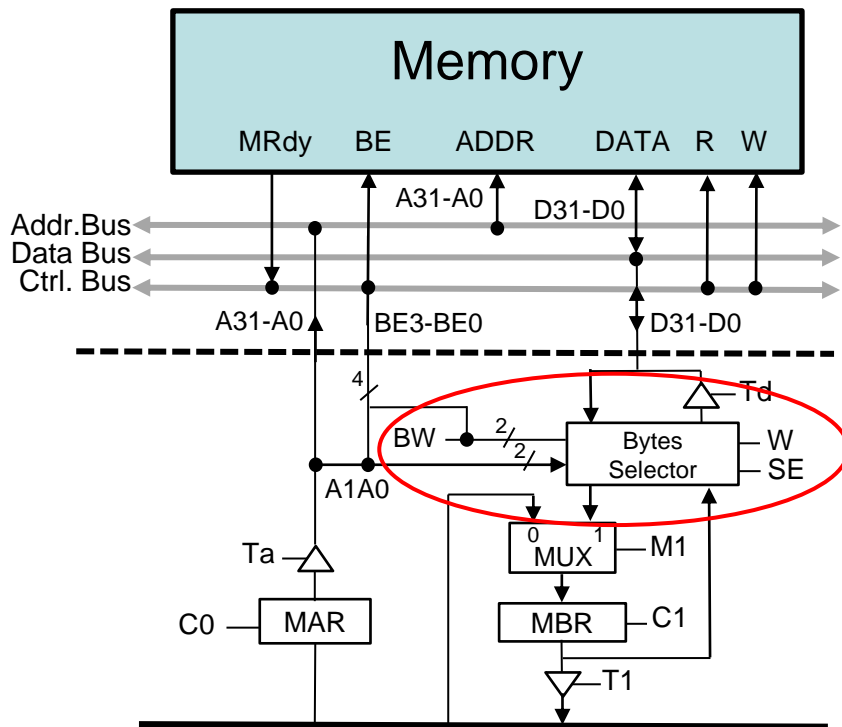 Memory
MRdy BE ADDR DATA R W
A31-A0 D31-D0
Addr.Bus
Data Bus
Ctrl. Bus
A31-A0 BE3-BE0 D31-D0
4 Td
BW 2 Bytes W
2 Selector SE
A1A0
0 1
Ta MUX M1
C0 MAR MBR C1
T1